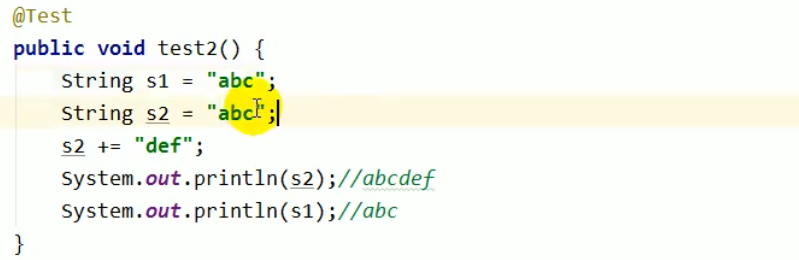 @Test
public void test2() {
    String s1 = "abc";
    String s2 = "abc";
    s2 += "def";
    System.out.println(s2);//abcdef
    System.out.println(s1);//abc
}